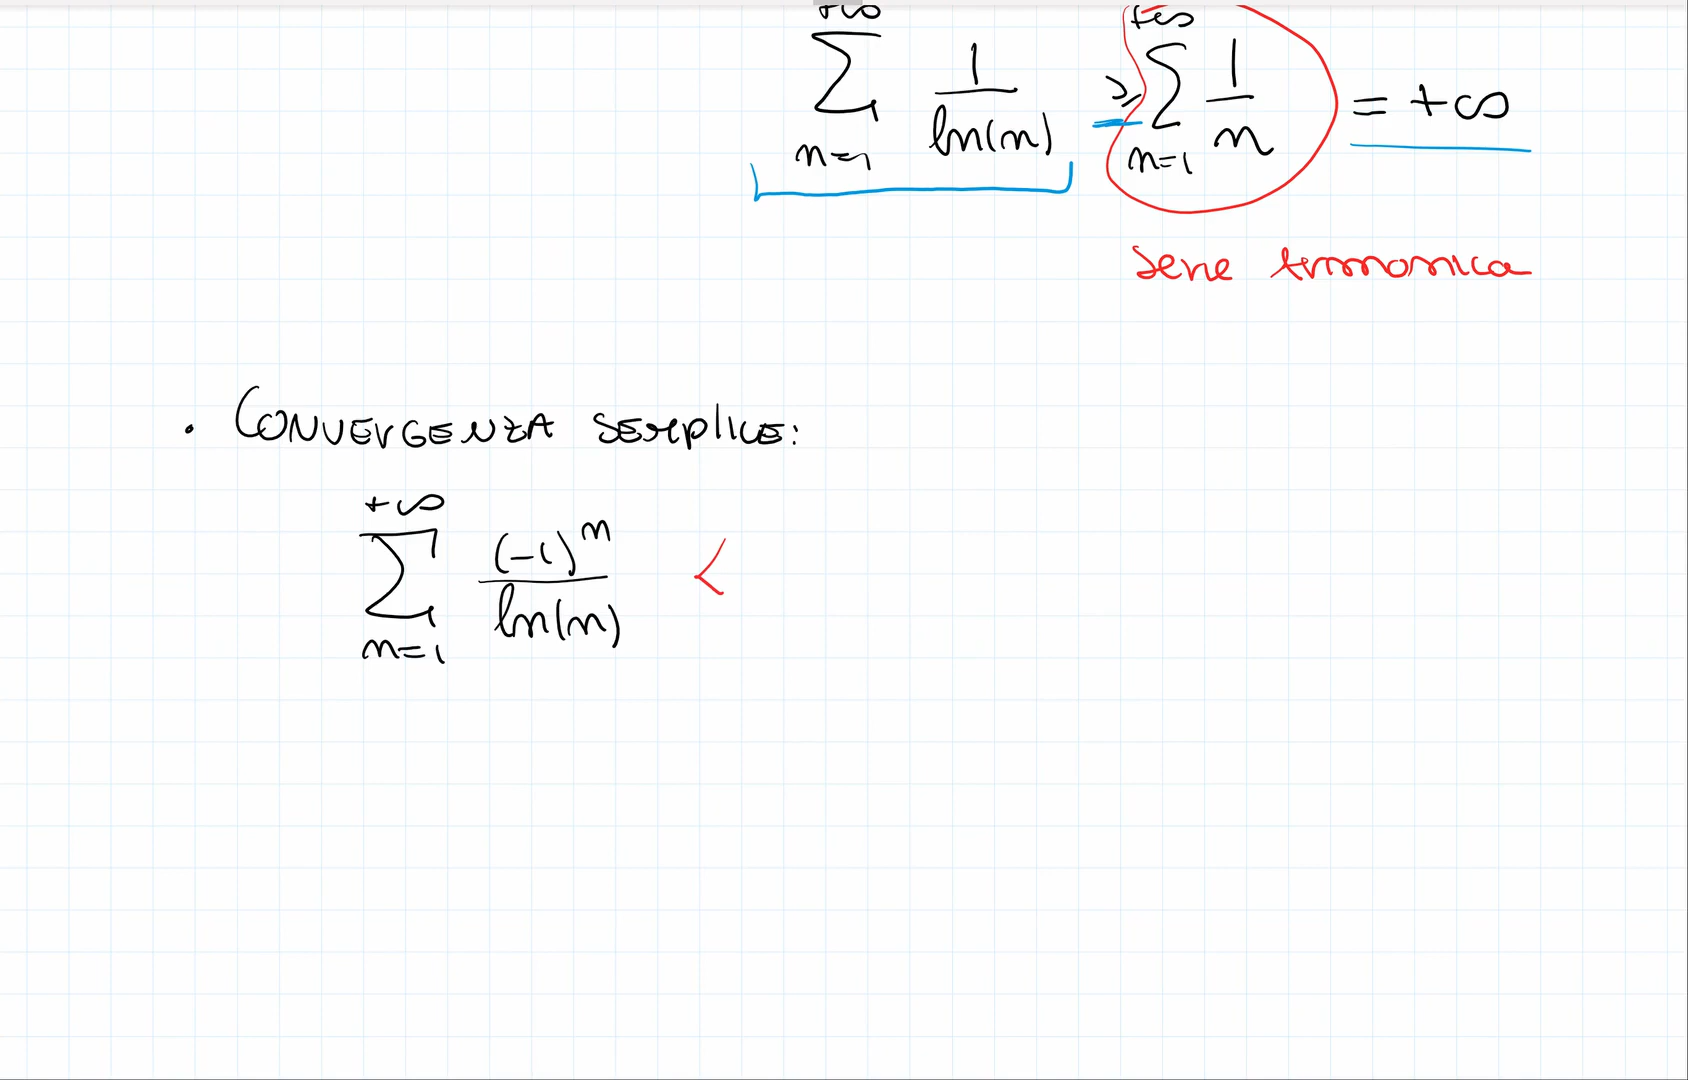 +∞ ∑ n=1 1/ln(n) ≥ +∞ ∑ n=1 1/n = +∞
Serie armonica
• CONVERGENZA SEMPLICE:
+∞ ∑ n=1 (-1)^n/ln(n) <